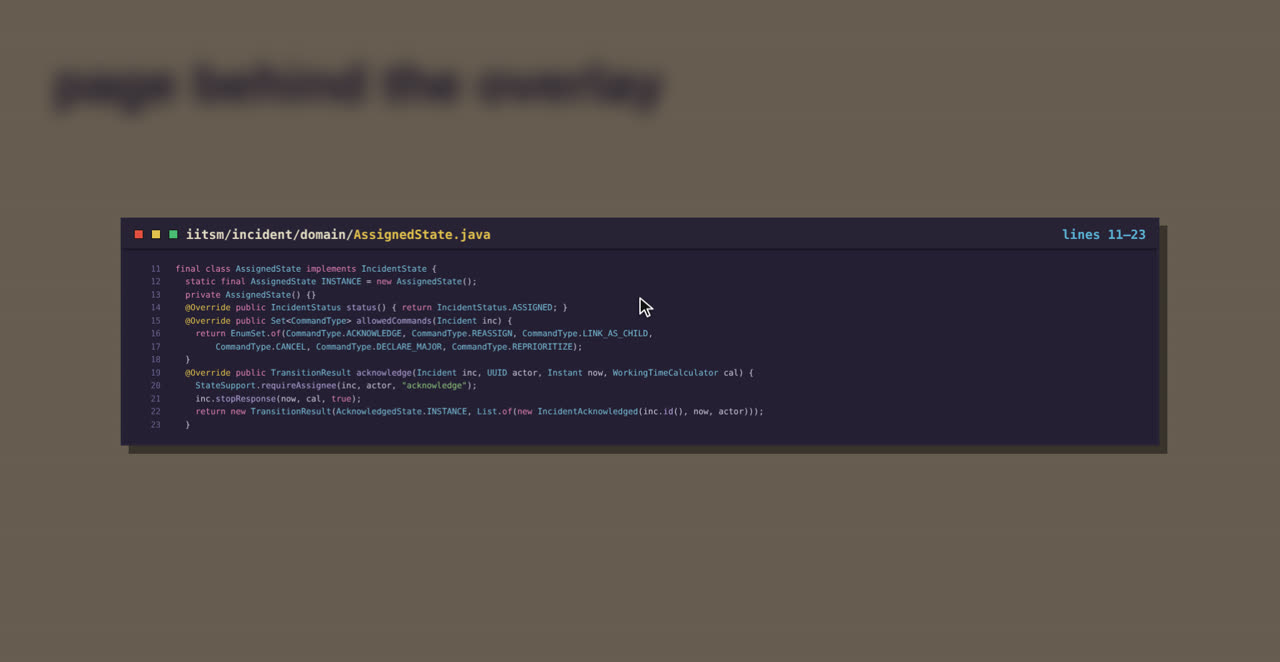 page behind the overlay
iitsm/incident/domain/AssignedState.java lines 11–23
11 final class AssignedState implements IncidentState {
12 static final AssignedState INSTANCE = new AssignedState();
13 private AssignedState() {}
14 @Override public IncidentStatus status() { return IncidentStatus.ASSIGNED; }
15 @Override public Set<CommandType> allowedCommands(Incident inc) {
16 return EnumSet.of(CommandType.ACKNOWLEDGE, CommandType.REASSIGN, CommandType.LINK_AS_CHILD,
17 CommandType.CANCEL, CommandType.DECLARE_MAJOR, CommandType.REPRIORITIZE);
18 }
19 @Override public TransitionResult acknowledge(Incident inc, UUID actor, Instant now, WorkingTimeCalculator cal) {
20 StateSupport.requireAssignee(inc, actor, "acknowledge");
21 inc.stopResponse(now, cal, true);
22 return new TransitionResult(AcknowledgedState.INSTANCE, List.of(new IncidentAcknowledged(inc.id(), now, actor)));
23 }